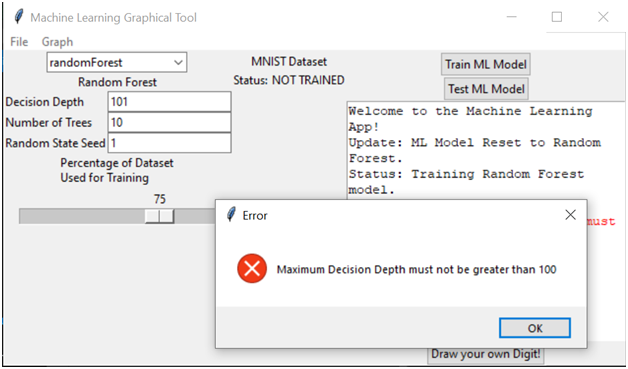 Machine Learning Graphical Tool
File Graph
randomForest
Random Forest
Decision Depth 101
Number of Trees 10
Random State Seed 1
Percentage of Dataset
Used for Training
75
MNIST Dataset
Status: NOT TRAINED
Train ML Model
Test ML Model
Welcome to the Machine Learning
App!
Update: ML Model Reset to Random
Forest.
Status: Training Random Forest
model.
must
Error
Maximum Decision Depth must not be greater than 100
OK
Draw your own Digit!